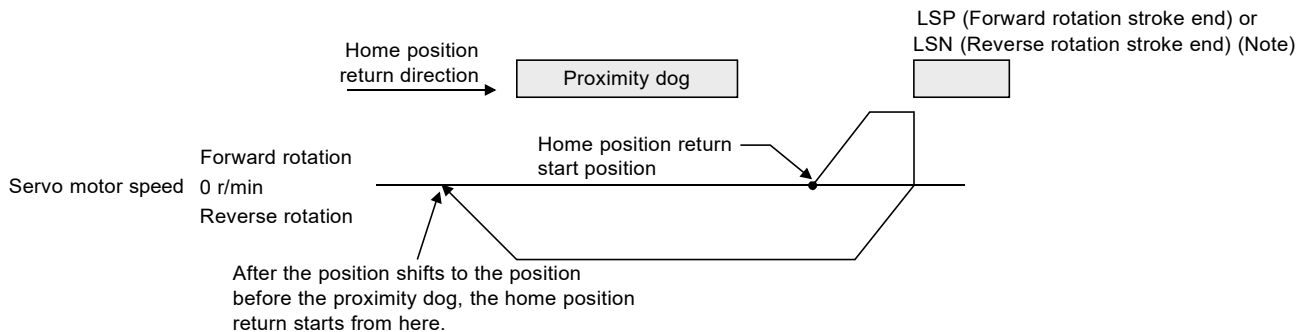 LSP (Forward rotation stroke end) or
LSN (Reverse rotation stroke end) (Note)
Home position
return direction
Proximity dog
Home position return
start position
Forward rotation
Servo motor speed 0 r/min
Reverse rotation
After the position shifts to the position
before the proximity dog, the home position
return starts from here.